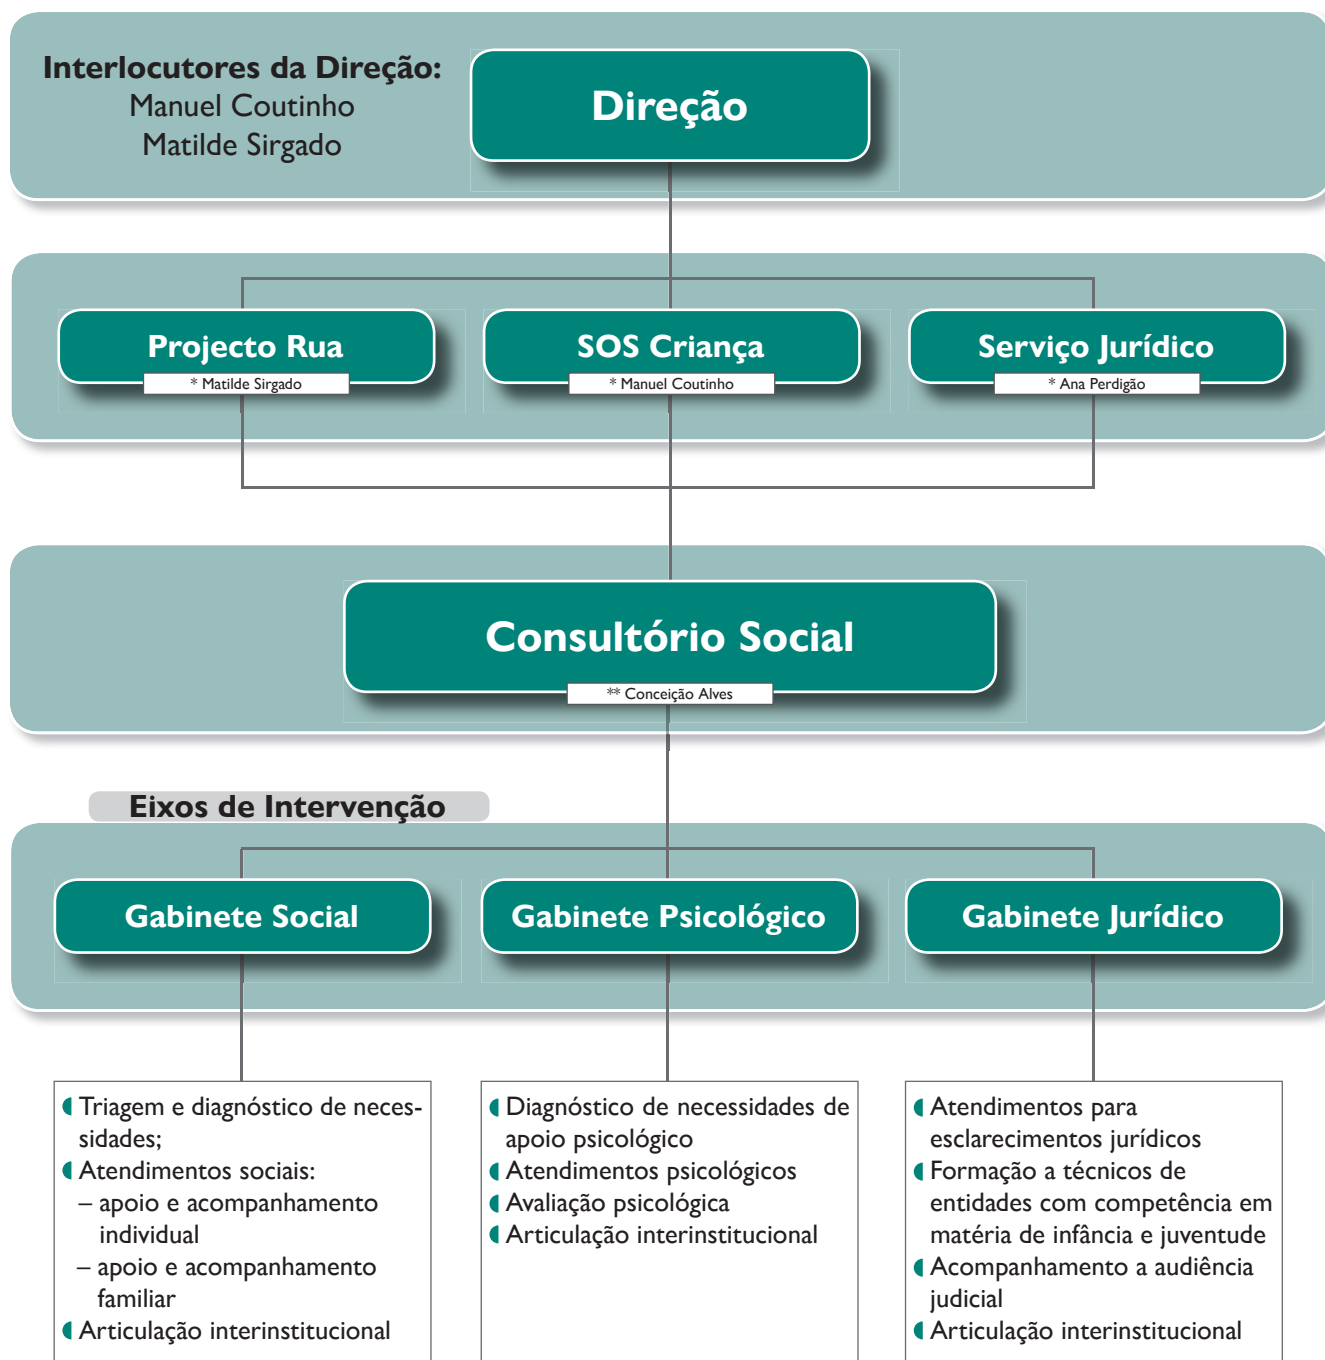 Interlocutores da Direção:
Manuel Coutinho
Matilde Sirgado
Direção
Projecto Rua
* Matilde Sirgado
SOS Criança
* Manuel Coutinho
Serviço Jurídico
* Ana Perdigão
Consultório Social
** Conceição Alves
Eixos de Intervenção
Gabinete Social
Gabinete Psicológico
Gabinete Jurídico
Triagem e diagnóstico de neces-
sidades;
Atendimentos sociais:
– apoio e acompanhamento
individual
– apoio e acompanhamento
familiar
Articulação interinstitucional
Diagnóstico de necessidades de
apoio psicológico
Atendimentos psicológicos
Avaliação psicológica
Articulação interinstitucional
Atendimentos para
esclarecimentos jurídicos
Formação a técnicos de
entidades com competência em
matéria de infância e juventude
Acompanhamento a audiência
judicial
Articulação interinstitucional